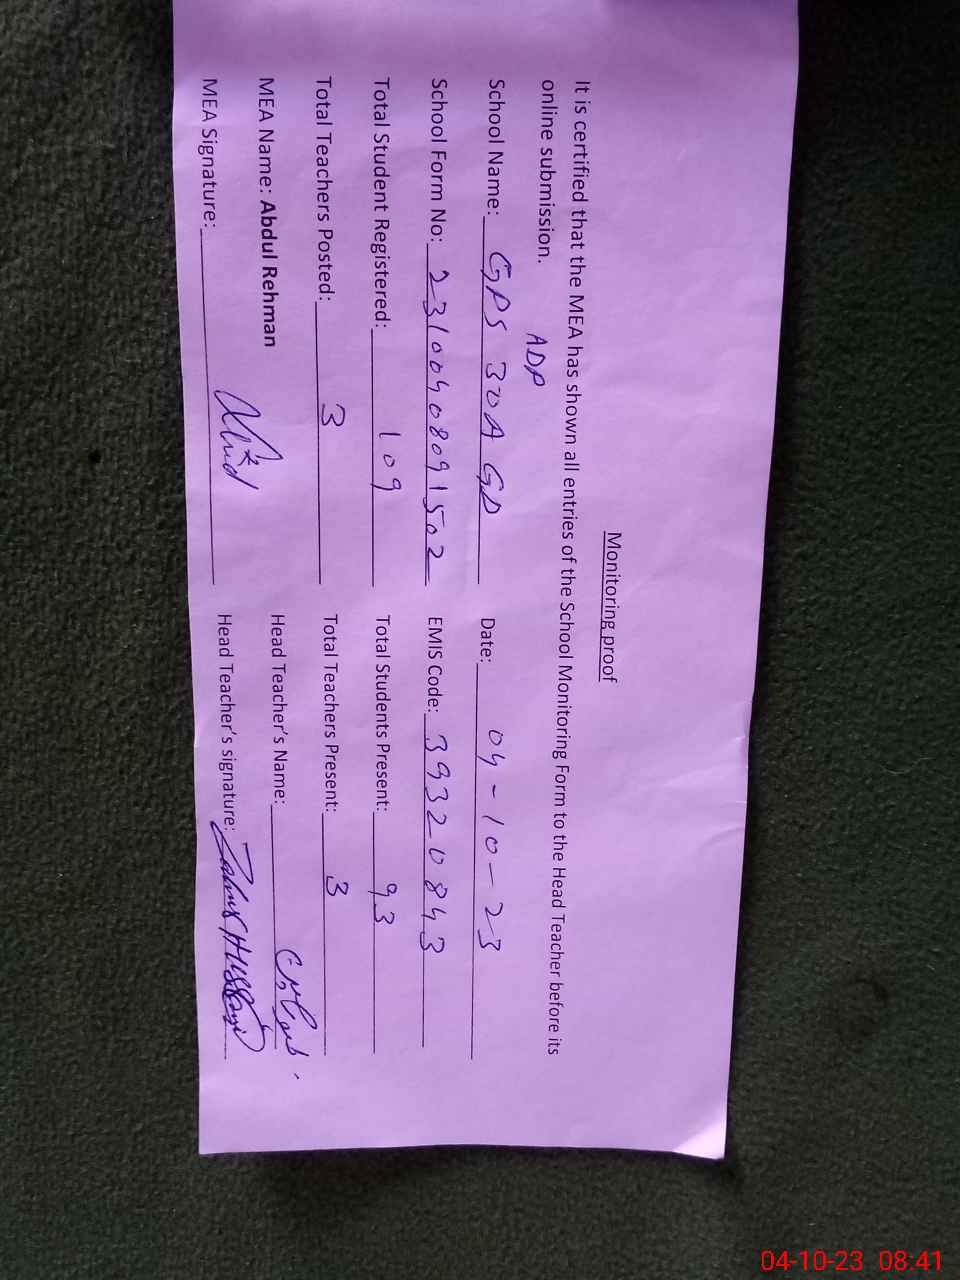 Monitoring proof
It is certified that the MEA has shown all entries of the School Monitoring Form to the Head Teacher before its
online submission.
ADP
School Name: GPS 30A GD Date: 04-10-23
School Form No: 23100408091502 EMIS Code: 39320843
Total Student Registered: 109 Total Students Present: 93
Total Teachers Posted: 3 Total Teachers Present: 3
MEA Name: Abdul Rehman Head Teacher's Name:
MEA Signature: Head Teacher's signature: Hussain
04-10-23 08:41